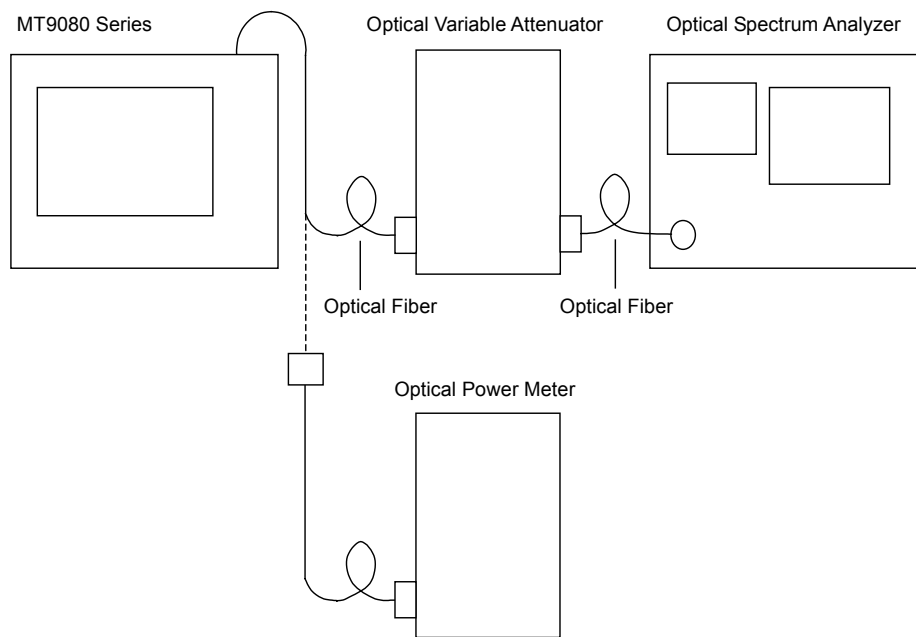 MT9080 Series
Optical Variable Attenuator
Optical Spectrum Analyzer
Optical Fiber
Optical Fiber
Optical Power Meter